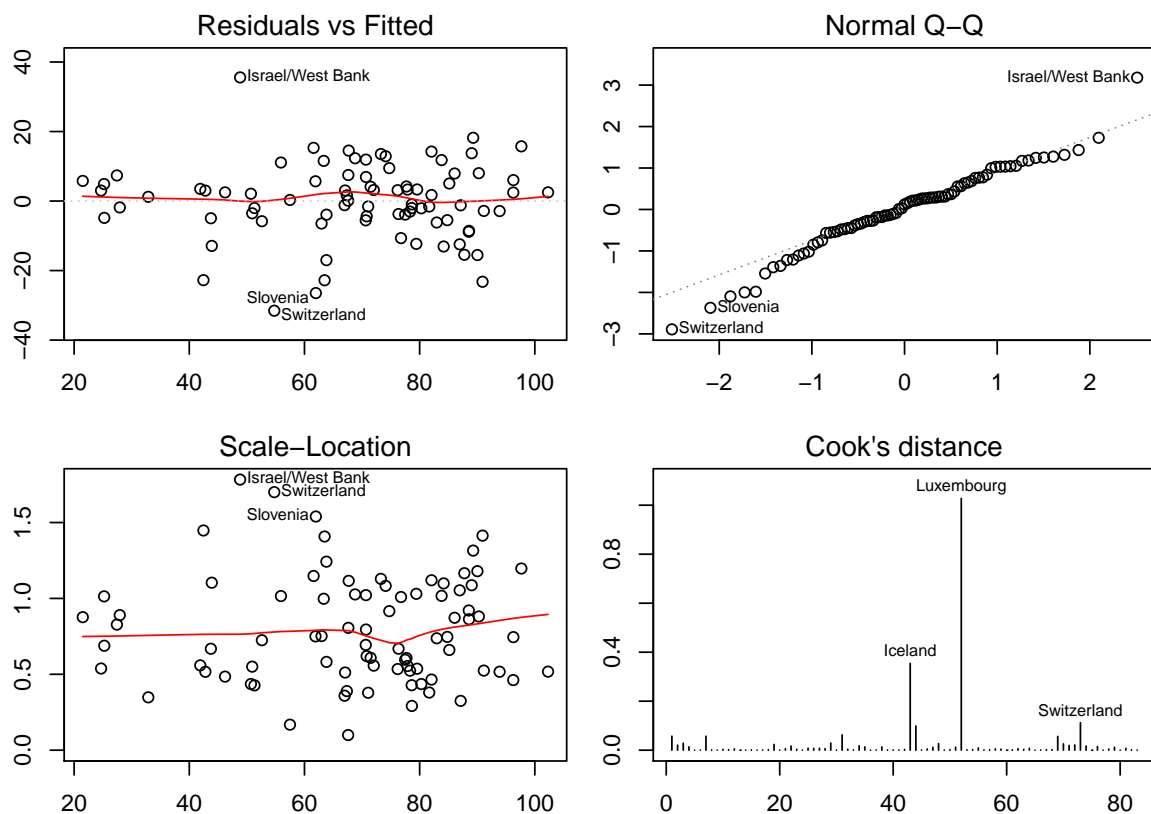 Residuals vs Fitted
40
20
0
−20
−40
Israel/West Bank
Slovenia
Switzerland
20 40 60 80 100
Normal Q−Q
3
2
1
0
−1
−3
Israel/West Bank
Slovenia
Switzerland
−2 −1 0 1 2
Scale−Location
1.5
1.0
0.5
0.0
Israel/West Bank
Switzerland
Slovenia
20 40 60 80 100
Cook's distance
0.8
0.4
0.0
Luxembourg
Iceland
Switzerland
0 20 40 60 80